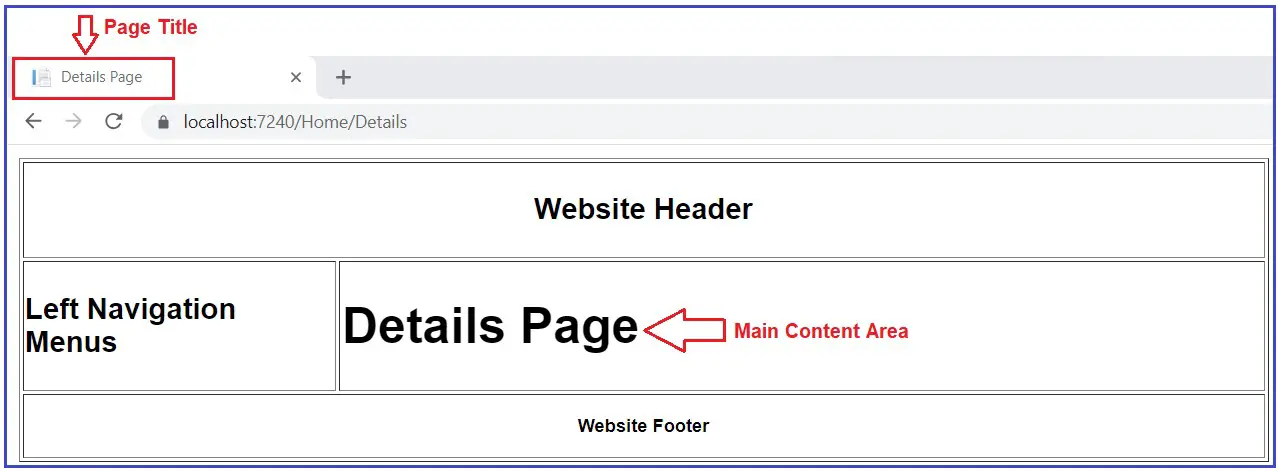 Page Title
Details Page
localhost:7240/Home/Details
Website Header
Left Navigation
Menus
Details Page
Main Content Area
Website Footer